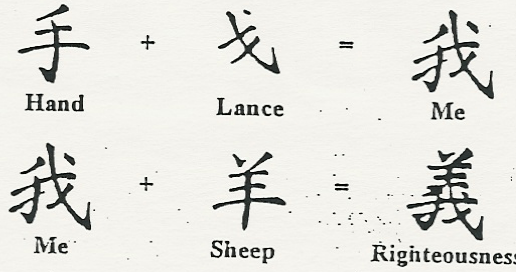 手 + 戈 = 我
Hand Lance Me
我 + 羊 = 義
Me Sheep Righteousness